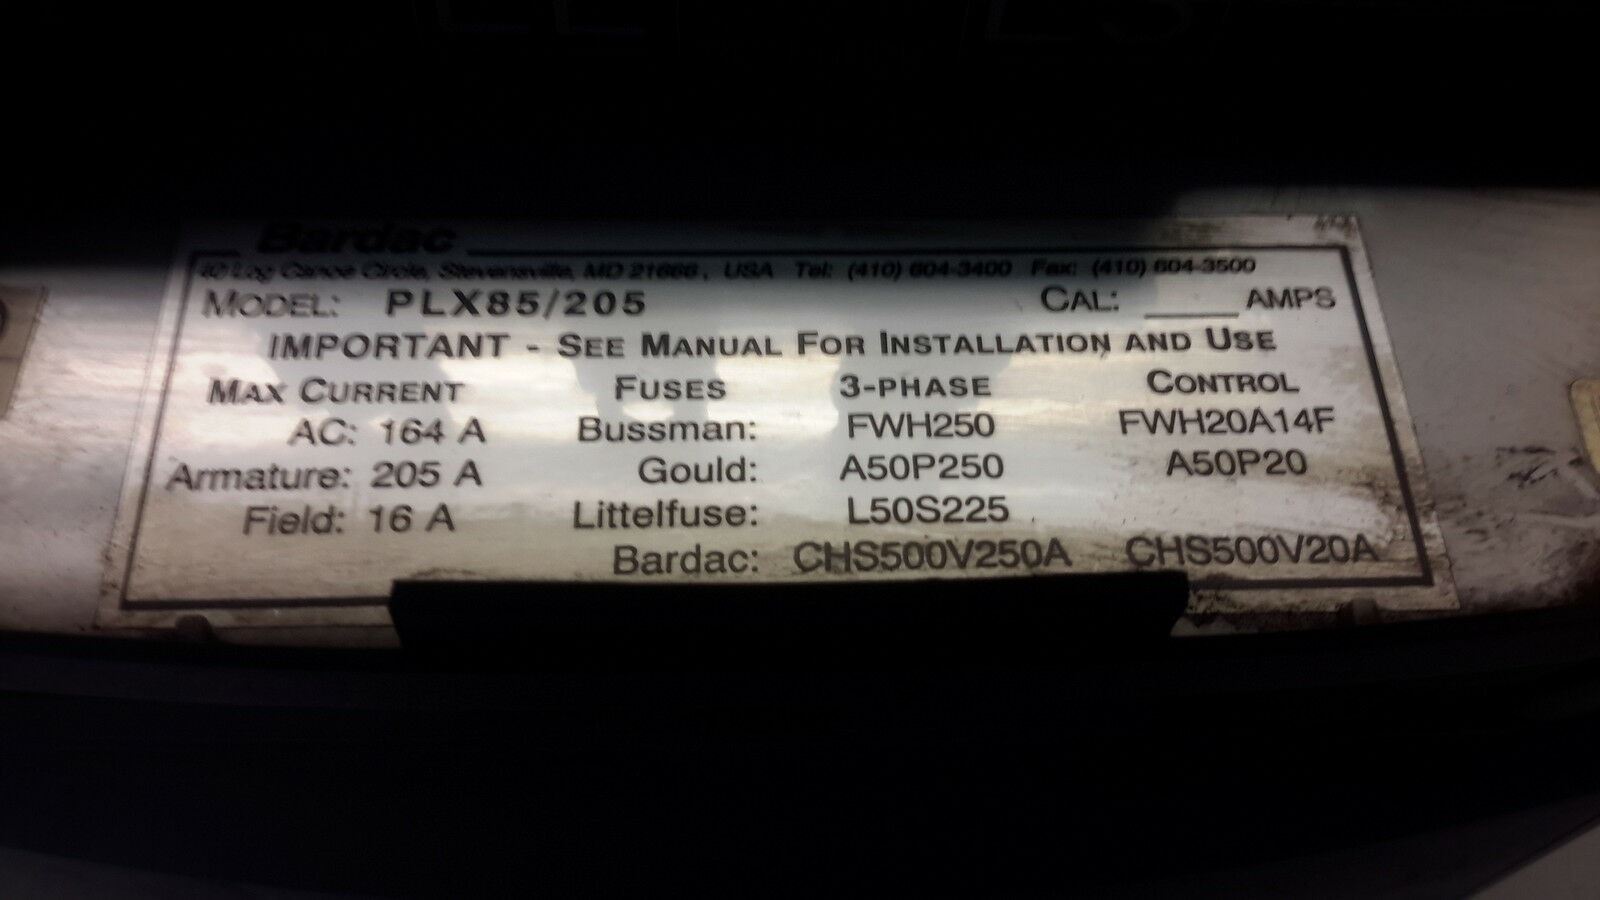 Bardac
40 Log Canoe Circle, Stevensville, MD 21666, USA Tel: (410) 604-3400 Fax: (410) 604-3500
MODEL: PLX85/205 CAL: _____ AMPS
IMPORTANT - SEE MANUAL FOR INSTALLATION AND USE
MAX CURRENT FUSES 3-PHASE CONTROL
AC: 164 A Bussman: FWH250 FWH20A14F
Armature: 205 A Gould: A50P250 A50P20
Field: 16 A Littelfuse: L50S225
Bardac: CHS500V250A CHS500V20A